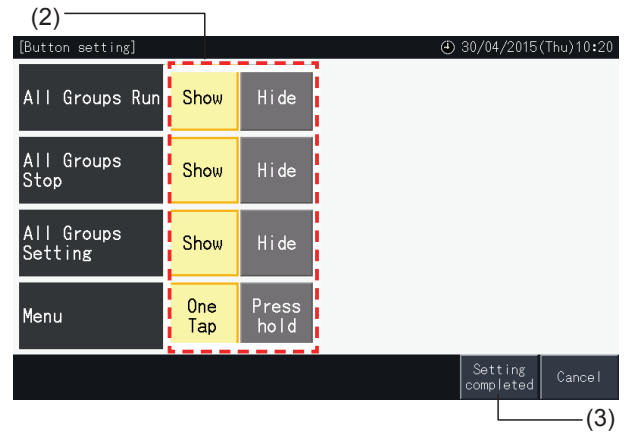 (2)
[Button setting] 30/04/2015(Thu)10:20
All Groups Run Show Hide
All Groups
Stop Show Hide
All Groups
Setting Show Hide
Menu One
Tap Press
hold
Setting
completed Cancel
(3)